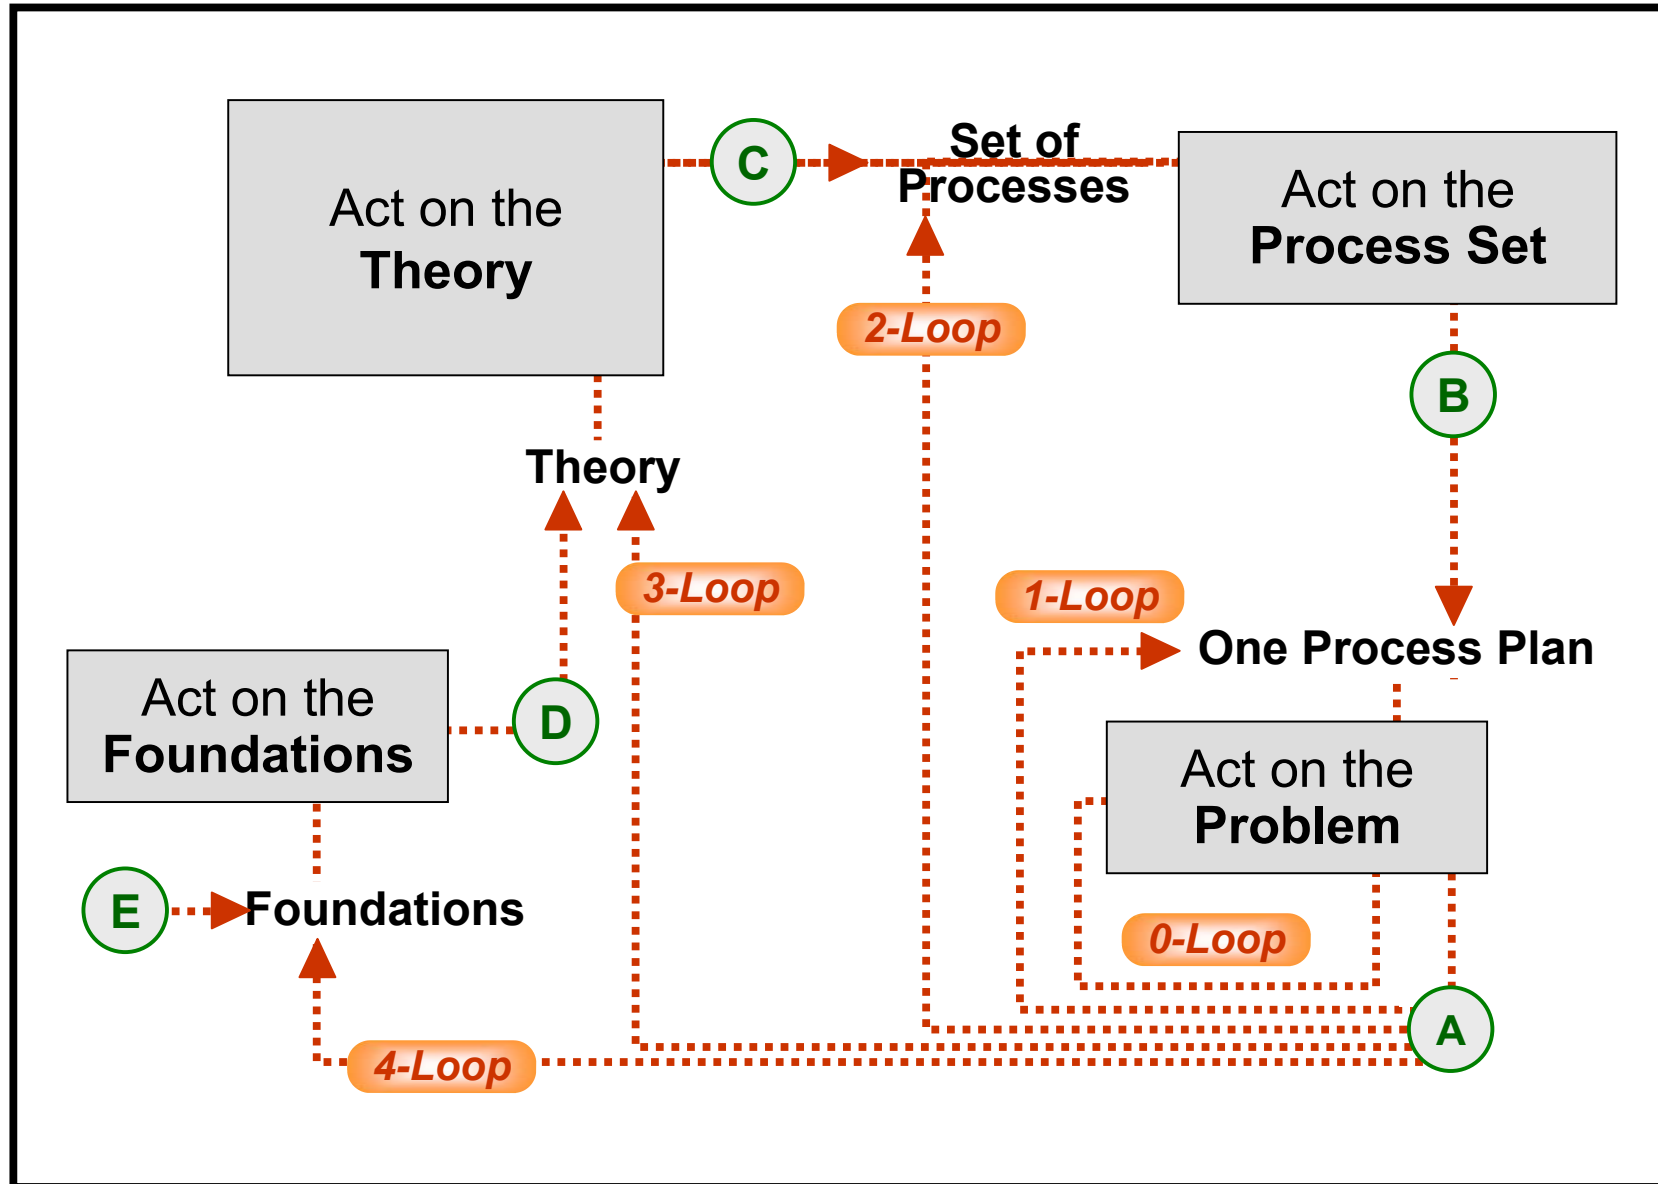 Act on the
Theory
C
Set of
Processes
Act on the
Process Set
2-Loop
B
Theory
3-Loop
1-Loop
One Process Plan
Act on the
Foundations
D
Act on the
Problem
E
Foundations
0-Loop
A
4-Loop